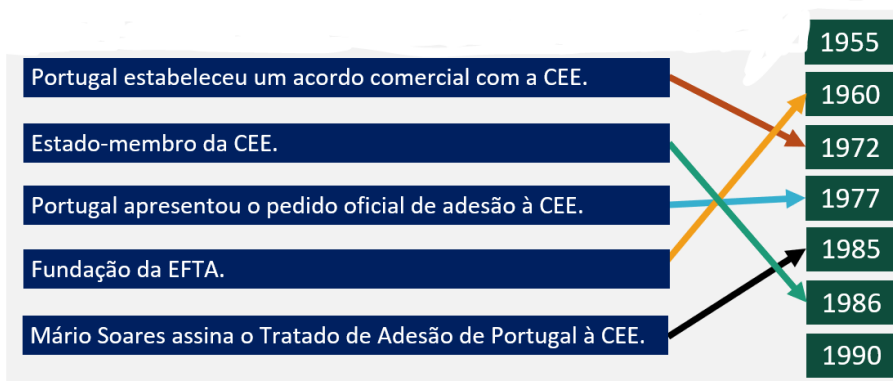 1955
Portugal estabeleceu um acordo comercial com a CEE.
1960
Estado-membro da CEE.
1972
Portugal apresentou o pedido oficial de adesão à CEE.
1977
Fundação da EFTA.
1985
Mário Soares assina o Tratado de Adesão de Portugal à CEE.
1986
1990